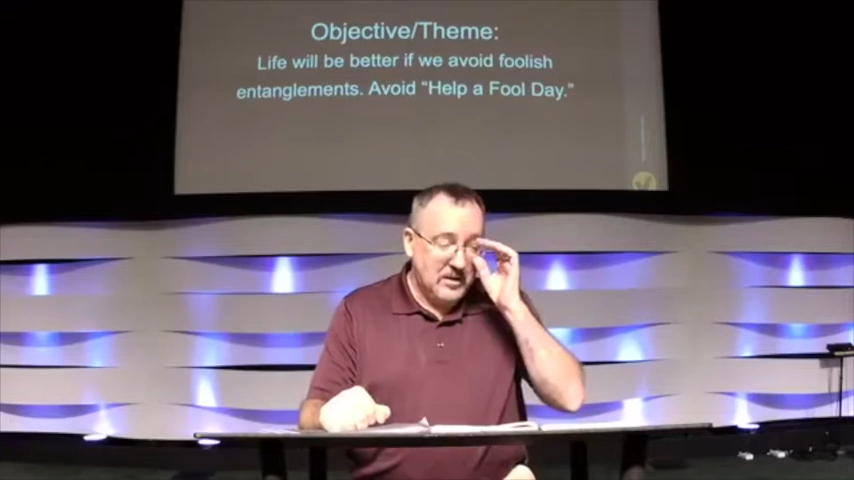 Objective/Theme:
Life will be better if we avoid foolish
entanglements. Avoid “Help a Fool Day.”